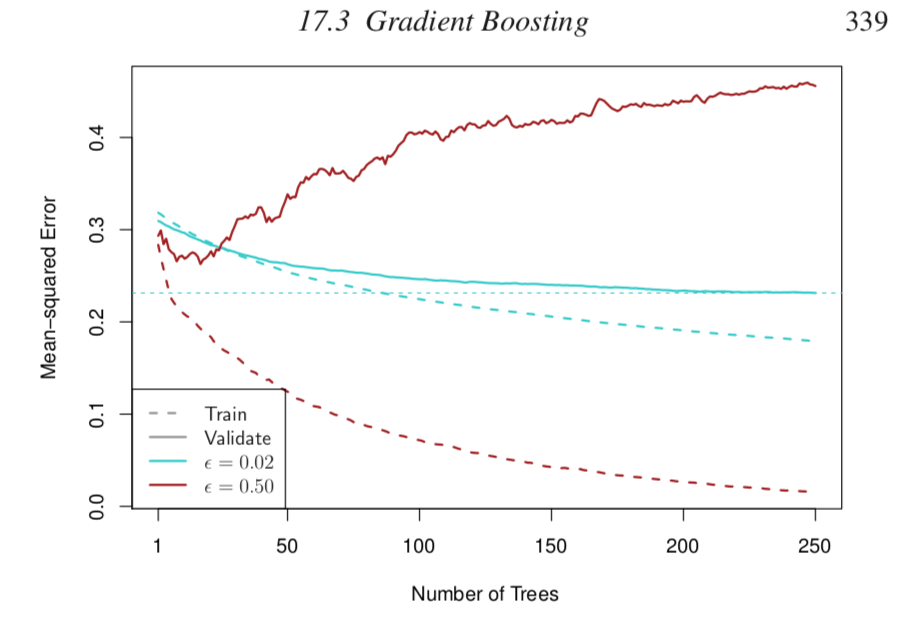 17.3 Gradient Boosting 339
Mean−squared Error
0.4
0.3
0.2
0.1
0.0
Train
Validate
ϵ = 0.02
ϵ = 0.50
1 50 100 150 200 250
Number of Trees